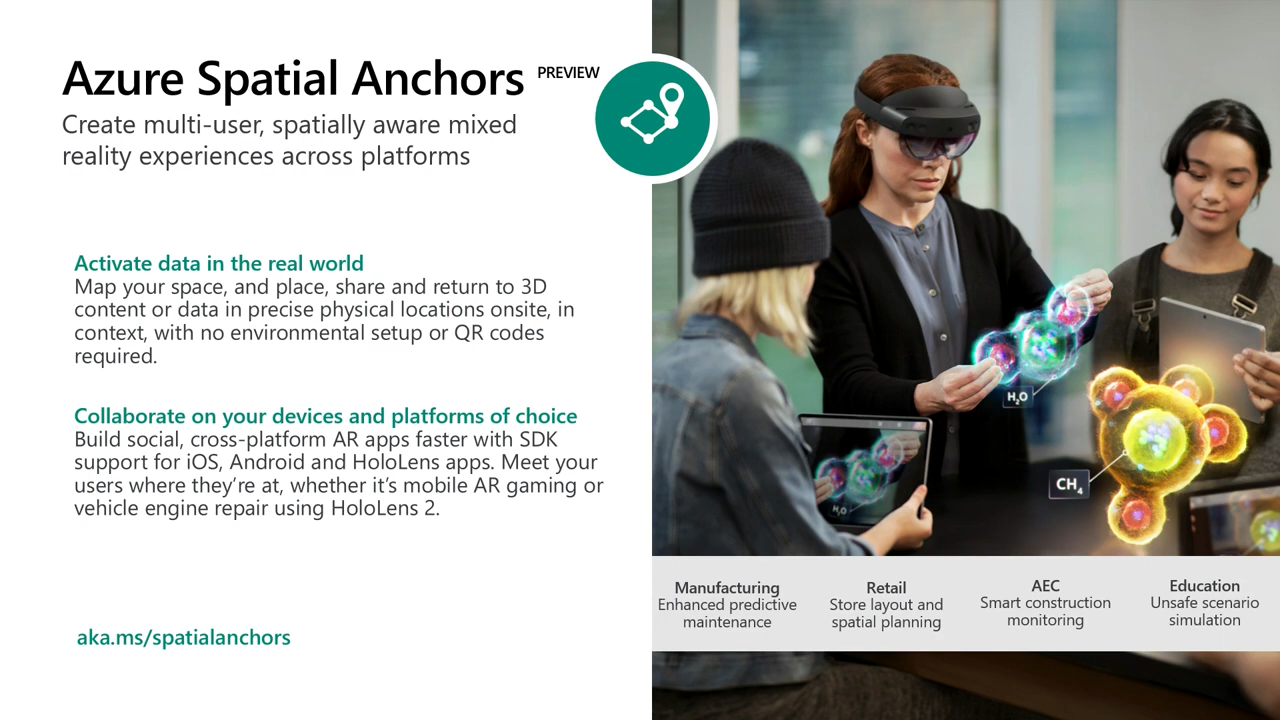 Azure Spatial Anchors PREVIEW
Create multi-user, spatially aware mixed
reality experiences across platforms
Activate data in the real world
Map your space, and place, share and return to 3D
content or data in precise physical locations onsite, in
context, with no environmental setup or QR codes
required.
Collaborate on your devices and platforms of choice
Build social, cross-platform AR apps faster with SDK
support for iOS, Android and HoloLens apps. Meet your
users where they’re at, whether it’s mobile AR gaming or
vehicle engine repair using HoloLens 2.
aka.ms/spatialanchors
H₂O
CH₄
H₂O
Manufacturing
Enhanced predictive
maintenance
Retail
Store layout and
spatial planning
AEC
Smart construction
monitoring
Education
Unsafe scenario
simulation